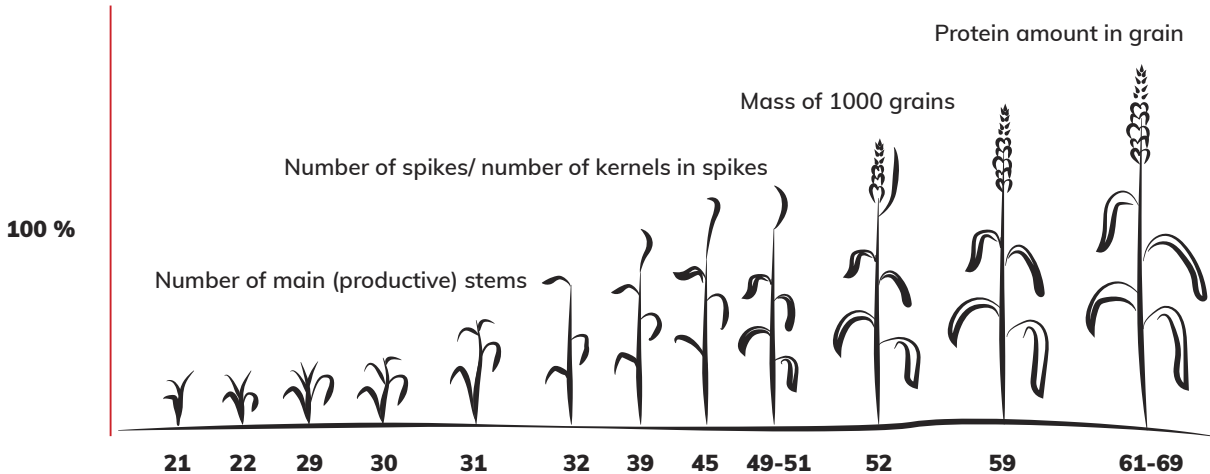 Protein amount in grain
Mass of 1000 grains
Number of spikes/ number of kernels in spikes
100 %
Number of main (productive) stems
21 22 29 30 31 32 39 45 49-51 52 59 61-69